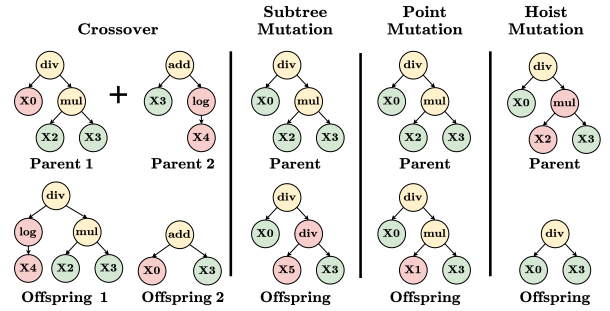 Crossover
Subtree
Mutation
Point
Mutation
Hoist
Mutation
div
X0
mul
X2 X3
Parent 1
+
add
X3
log
X4
Parent 2
div
X0
mul
X2 X3
Parent
div
X0
mul
X2 X3
Parent
div
X0
mul
X2 X3
Parent
div
log
mul
X4 X2 X3
Offspring 1
add
X0 X3
Offspring 2
div
X0
div
X5 X3
Offspring
div
X0
mul
X1 X3
Offspring
div
X0 X3
Offspring